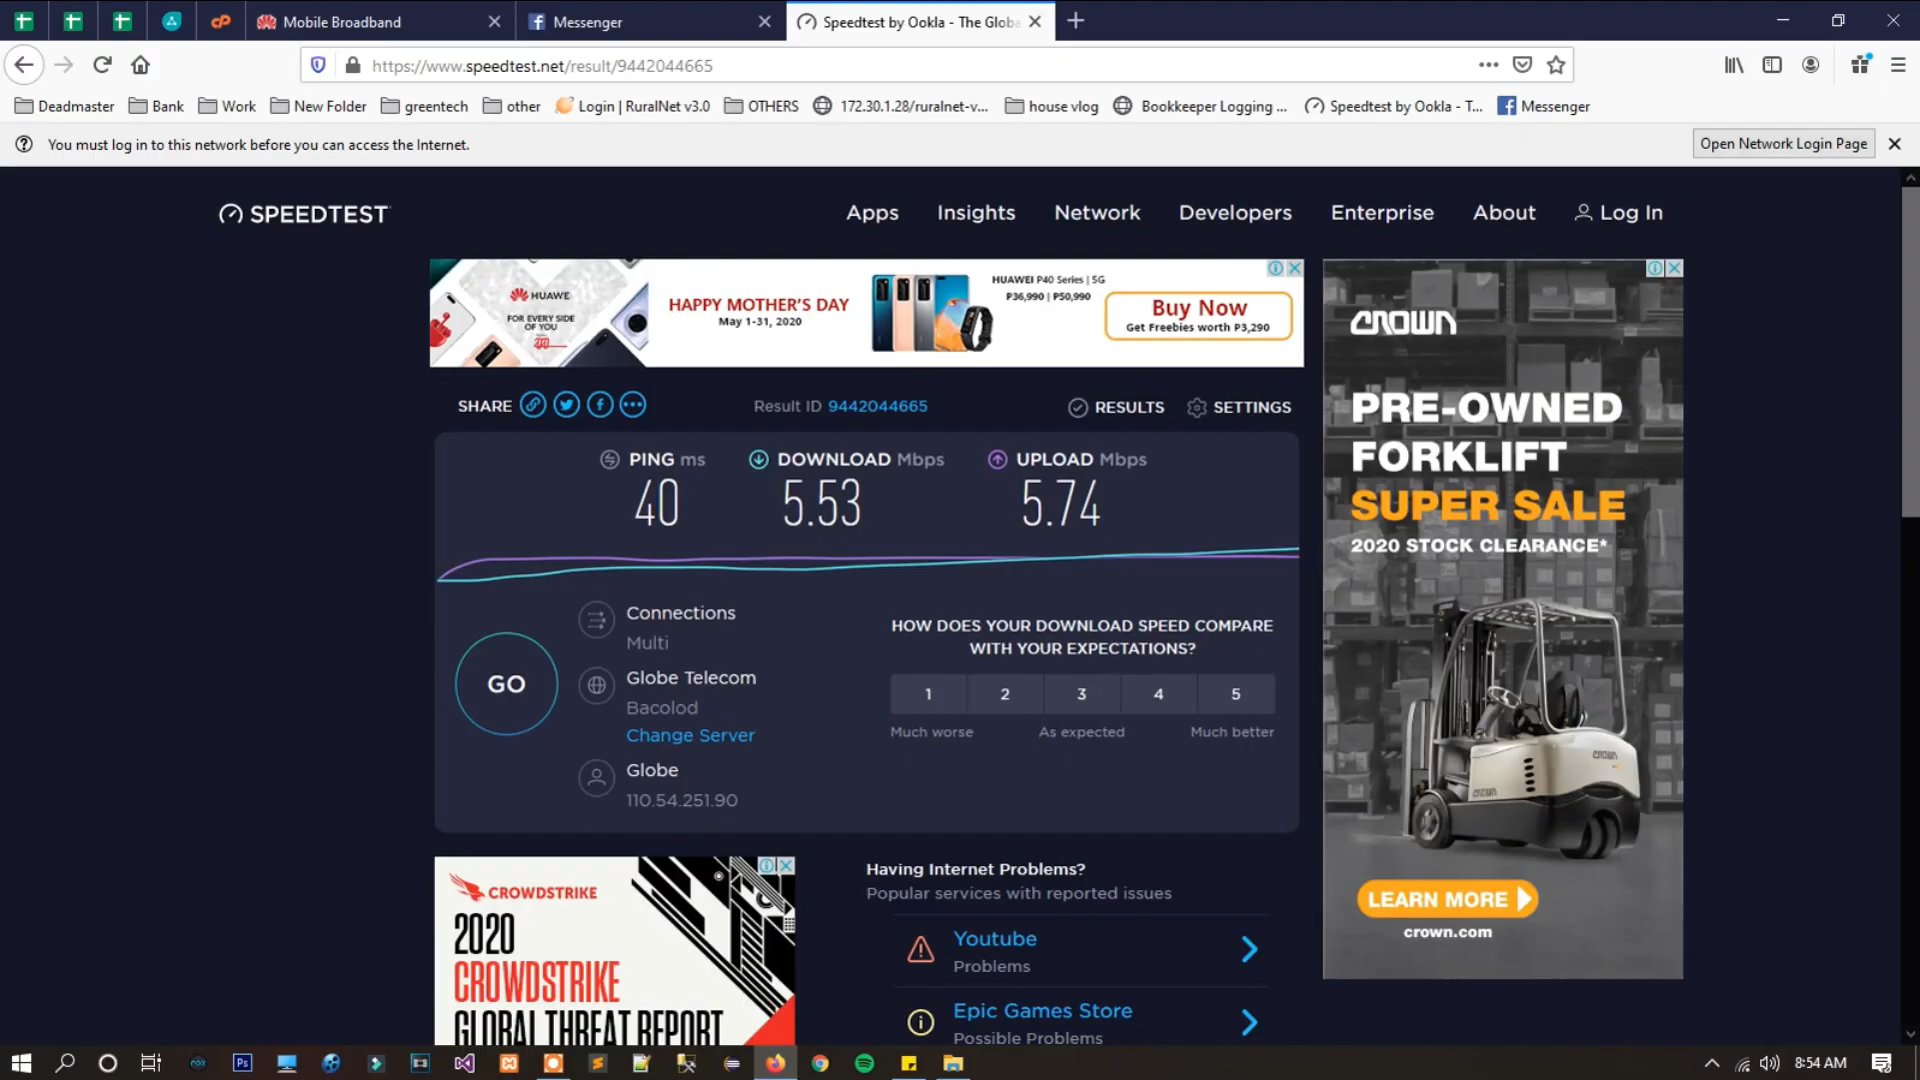 Mobile Broadband
Messenger
Speedtest by Ookla - The Globa
https://www.speedtest.net/result/9442044665
Deadmaster
Bank
Work
New Folder
greentech
other
Login | RuralNet v3.0
OTHERS
172.30.1.28/ruralnet-v...
house vlog
Bookkeeper Logging ...
Speedtest by Ookla - T...
Messenger
You must log in to this network before you can access the Internet.
Open Network Login Page
SPEEDTEST
Apps
Insights
Network
Developers
Enterprise
About
Log In
HUAWEI
FOR EVERY SIDE
OF YOU
HAPPY MOTHER'S DAY
May 1-31, 2020
HUAWEI P40 Series | 5G
₱36,990 | ₱50,990
Buy Now
Get Freebies worth ₱3,290
SHARE
Result ID 9442044665
RESULTS
SETTINGS
PING ms
40
DOWNLOAD Mbps
5.53
UPLOAD Mbps
5.74
GO
Connections
Multi
Globe Telecom
Bacolod
Change Server
Globe
110.54.251.90
HOW DOES YOUR DOWNLOAD SPEED COMPARE
WITH YOUR EXPECTATIONS?
1 2 3 4 5
Much worse As expected Much better
CROWDSTRIKE
2020
CROWDSTRIKE
GLOBAL THREAT REPORT
Having Internet Problems?
Popular services with reported issues
Youtube
Problems
Epic Games Store
Possible Problems
CROWN
PRE-OWNED
FORKLIFT
SUPER SALE
2020 STOCK CLEARANCE*
CROWN
CROWN
LEARN MORE
crown.com
8:54 AM